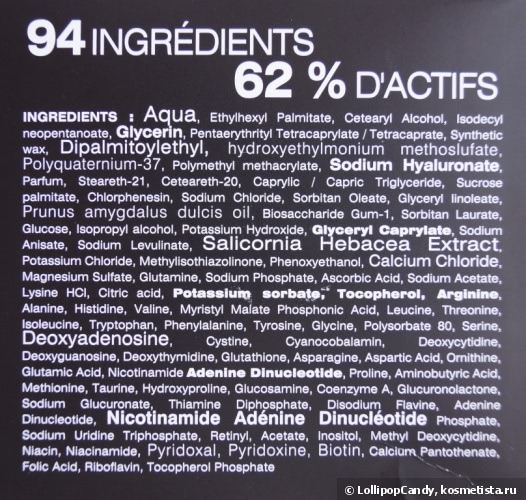 94 INGRÉDIENTS
62 % D'ACTIFS
INGREDIENTS : Aqua, Ethylhexyl Palmitate, Cetearyl Alcohol, Isodecyl
neopentanoate, Glycerin, Pentaerythrityl Tetracaprylate / Tetracaprate, Synthetic
wax, Dipalmitoylethyl, hydroxyethylmonium methoslufate,
Polyquaternium-37, Polymethyl methacrylate, Sodium Hyaluronate,
Parfum, Steareth-21, Ceteareth-20, Caprylic / Capric Triglyceride, Sucrose
palmitate, Chlorphenesin, Sodium Chloride, Sorbitan Oleate, Glyceryl linoleate,
Prunus amygdalus dulcis oil, Biosaccharide Gum-1, Sorbitan Laurate,
Glucose, Isopropyl alcohol, Potassium Hydroxide, Glyceryl Caprylate, Sodium
Anisate, Sodium Levulinate, Salicornia Hebacea Extract,
Potassium Chloride, Methylisothiazolinone, Phenoxyethanol, Calcium Chloride,
Magnesium Sulfate, Glutamine, Sodium Phosphate, Ascorbic Acid, Sodium Acetate,
Lysine HCl, Citric acid, Potassium sorbate, Tocopherol, Arginine,
Alanine, Histidine, Valine, Myristyl Malate Phosphonic Acid, Leucine, Threonine,
Isoleucine, Tryptophan, Phenylalanine, Tyrosine, Glycine, Polysorbate 80, Serine,
Deoxyadenosine, Cystine, Cyanocobalamin, Deoxycytidine,
Deoxyguanosine, Deoxythymidine, Glutathione, Asparagine, Aspartic Acid, Ornithine,
Glutamic Acid, Nicotinamide Adenine Dinucleotide, Proline, Aminobutyric Acid,
Methionine, Taurine, Hydroxyproline, Glucosamine, Coenzyme A, Glucuronolactone,
Sodium Glucuronate, Thiamine Diphosphate, Disodium Flavine, Adenine
Dinucleotide, Nicotinamide Adénine Dinucléotide Phosphate,
Sodium Uridine Triphosphate, Retinyl, Acetate, Inositol, Methyl Deoxycytidine,
Niacin, Niacinamide, Pyridoxal, Pyridoxine, Biotin, Calcium Pantothenate,
Folic Acid, Riboflavin, Tocopherol Phosphate
© LollipopCandy, kosmetista.ru